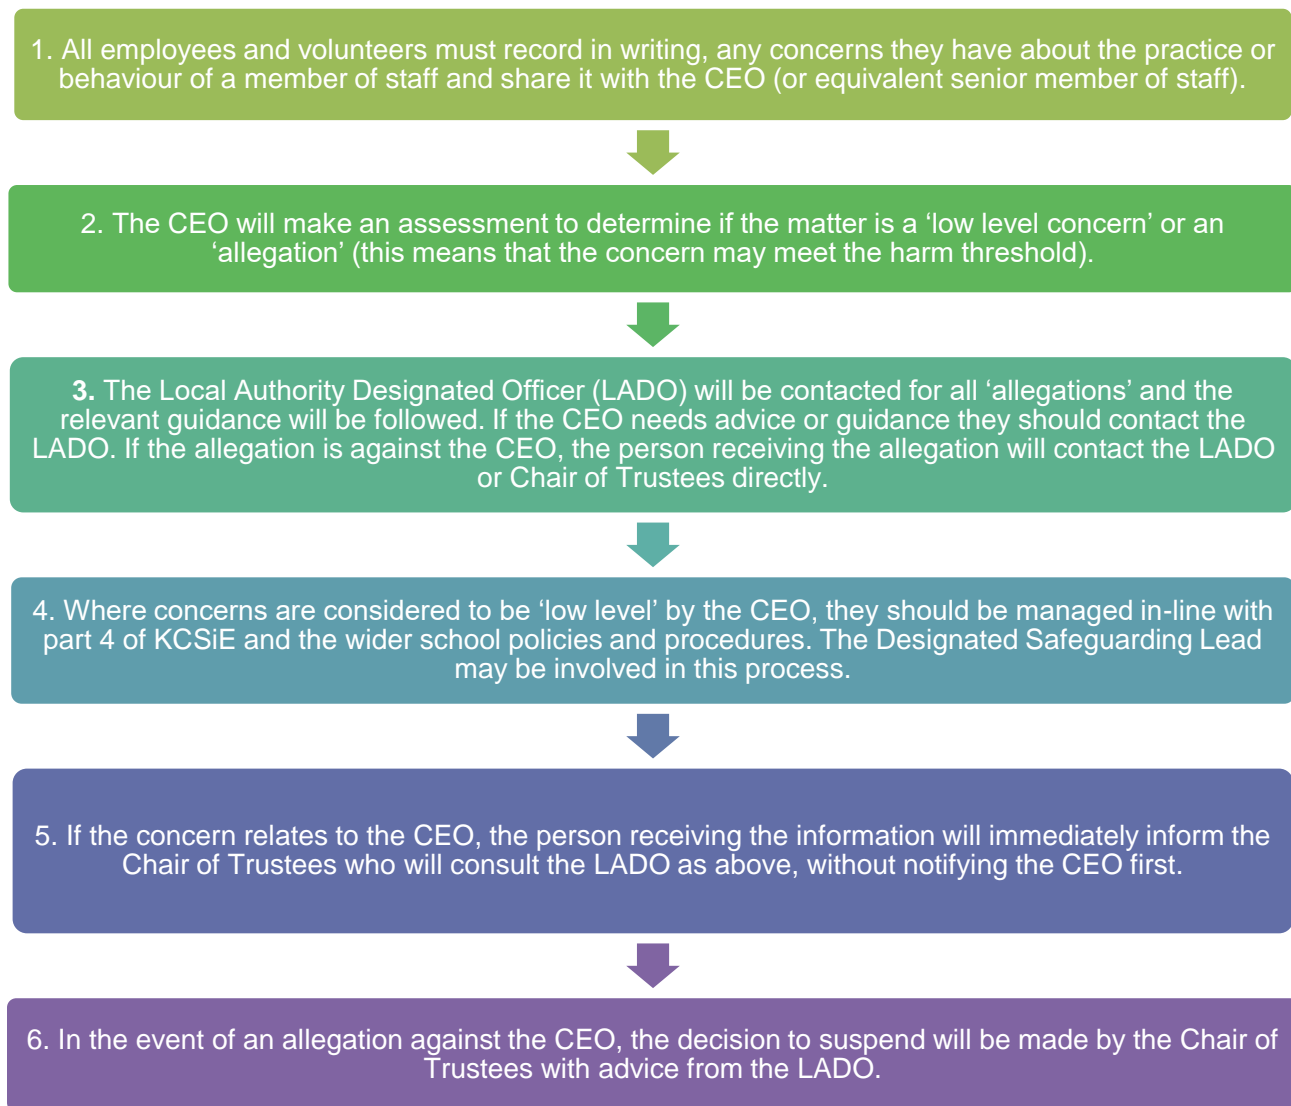 1. All employees and volunteers must record in writing, any concerns they have about the practice or
behaviour of a member of staff and share it with the CEO (or equivalent senior member of staff).
2. The CEO will make an assessment to determine if the matter is a ‘low level concern’ or an
‘allegation’ (this means that the concern may meet the harm threshold).
3. The Local Authority Designated Officer (LADO) will be contacted for all ‘allegations’ and the
relevant guidance will be followed. If the CEO needs advice or guidance they should contact the
LADO. If the allegation is against the CEO, the person receiving the allegation will contact the LADO
or Chair of Trustees directly.
4. Where concerns are considered to be ‘low level’ by the CEO, they should be managed in-line with
part 4 of KCSiE and the wider school policies and procedures. The Designated Safeguarding Lead
may be involved in this process.
5. If the concern relates to the CEO, the person receiving the information will immediately inform the
Chair of Trustees who will consult the LADO as above, without notifying the CEO first.
6. In the event of an allegation against the CEO, the decision to suspend will be made by the Chair of
Trustees with advice from the LADO.